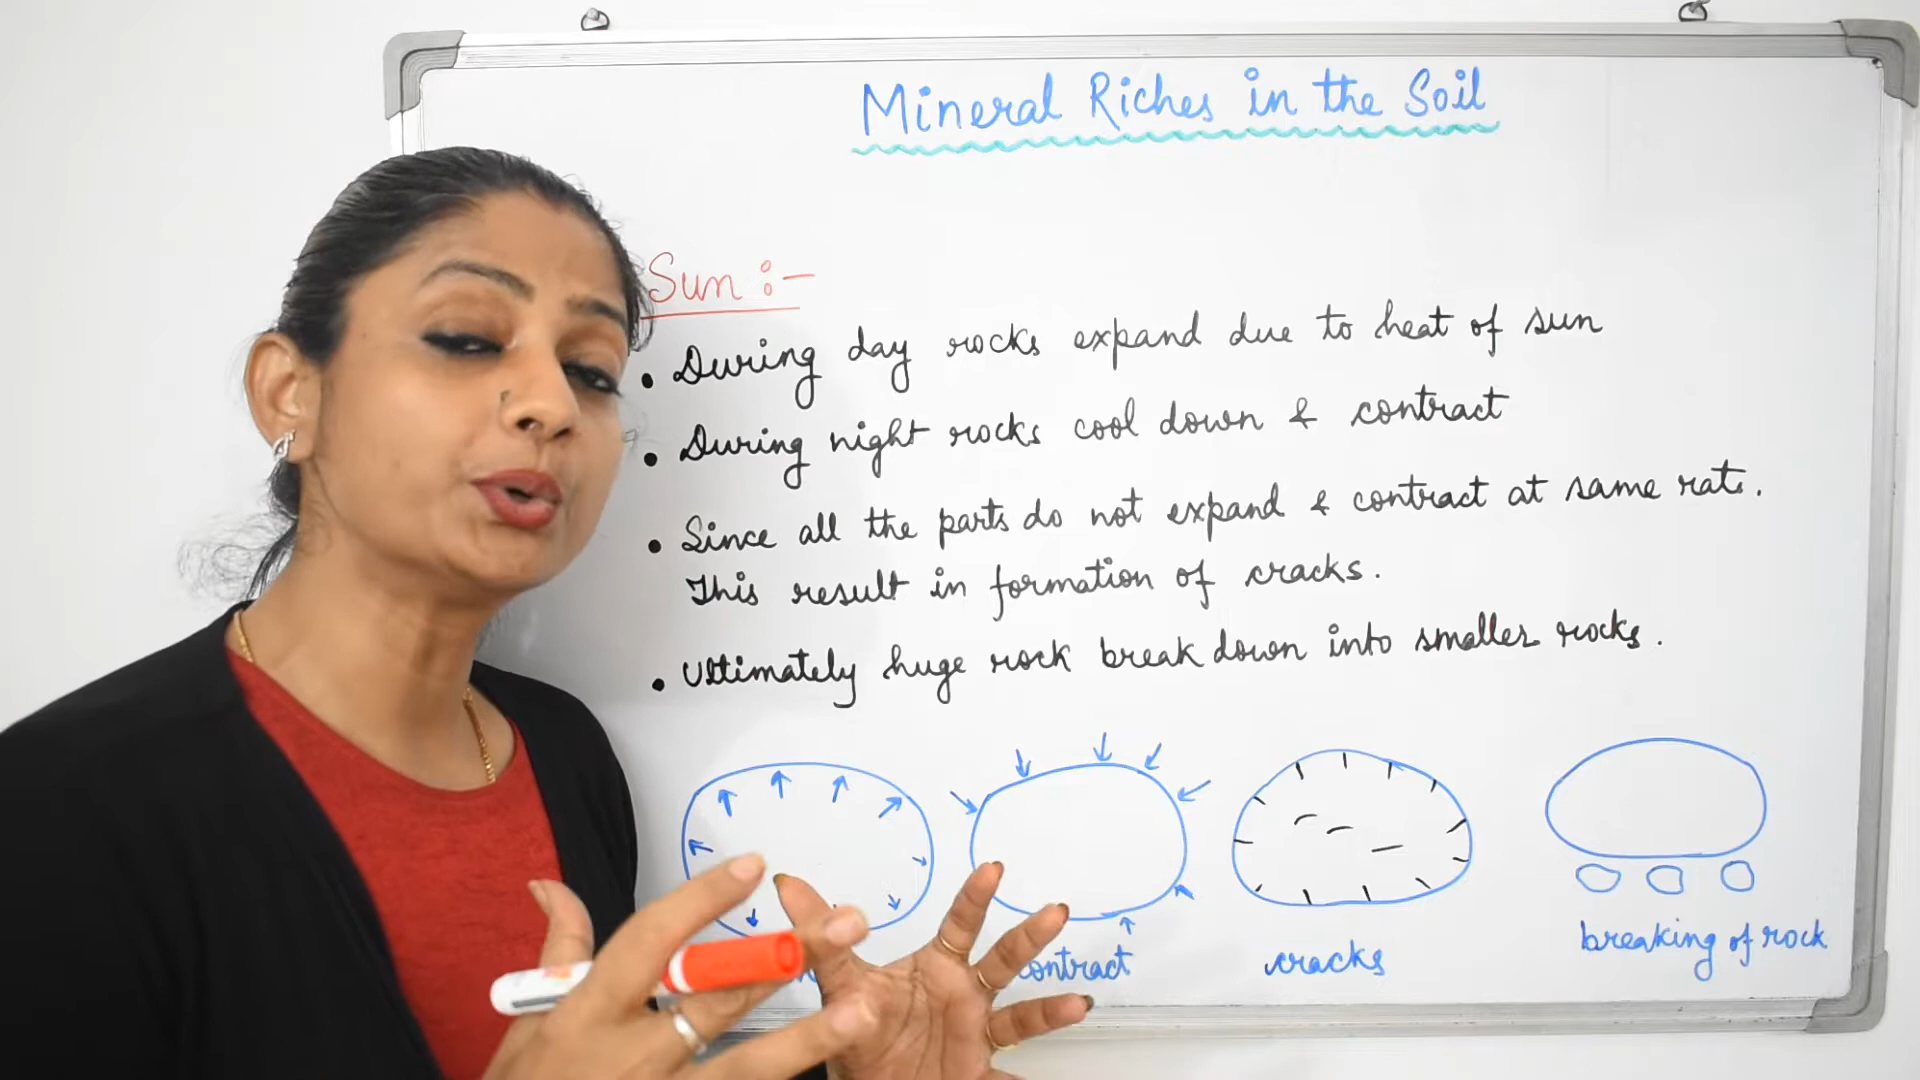 Mineral Riches in the Soil
Sun :-
• During day rocks expand due to heat of sun
• During night rocks cool down & contract
• Since all the parts do not expand & contract at same rate.
This result in formation of cracks.
• Ultimately huge rock break down into smaller rocks.
contract
cracks
breaking of rock